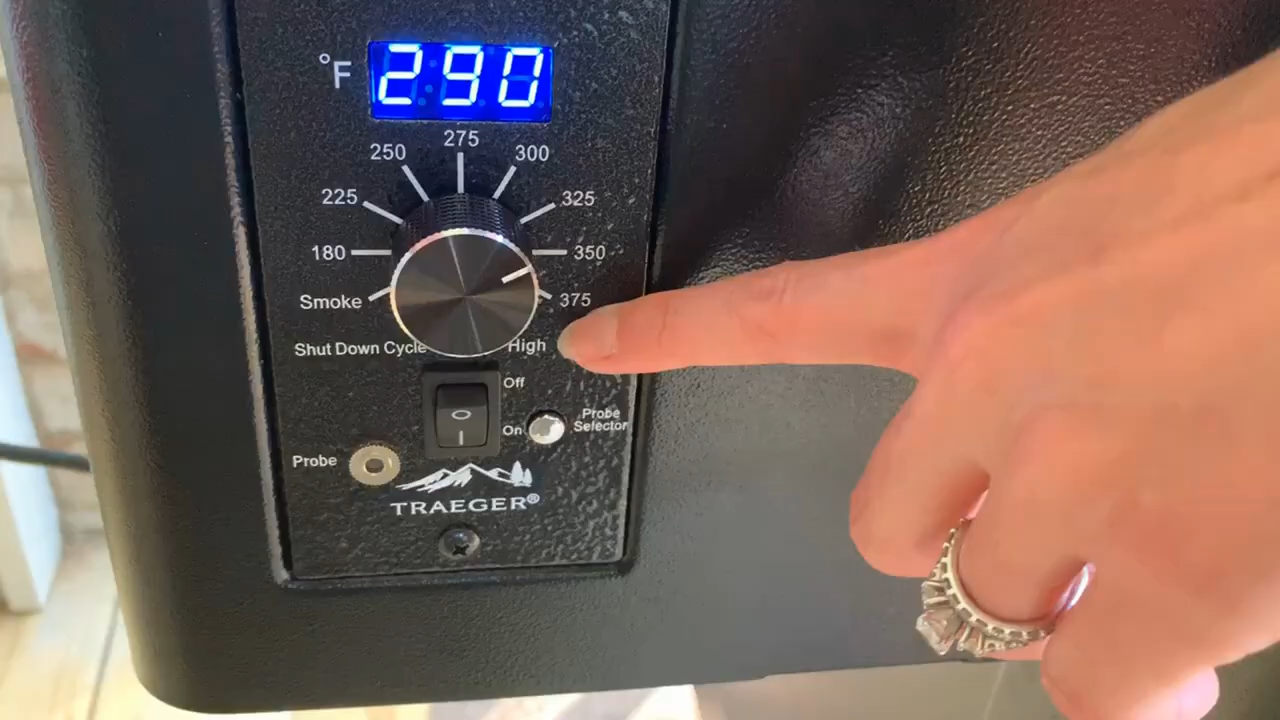 °F 290
275
250 300
225 325
180 350
Smoke 375
Shut Down Cycle High
Off
On
Probe
Selector
Probe
TRAEGER®